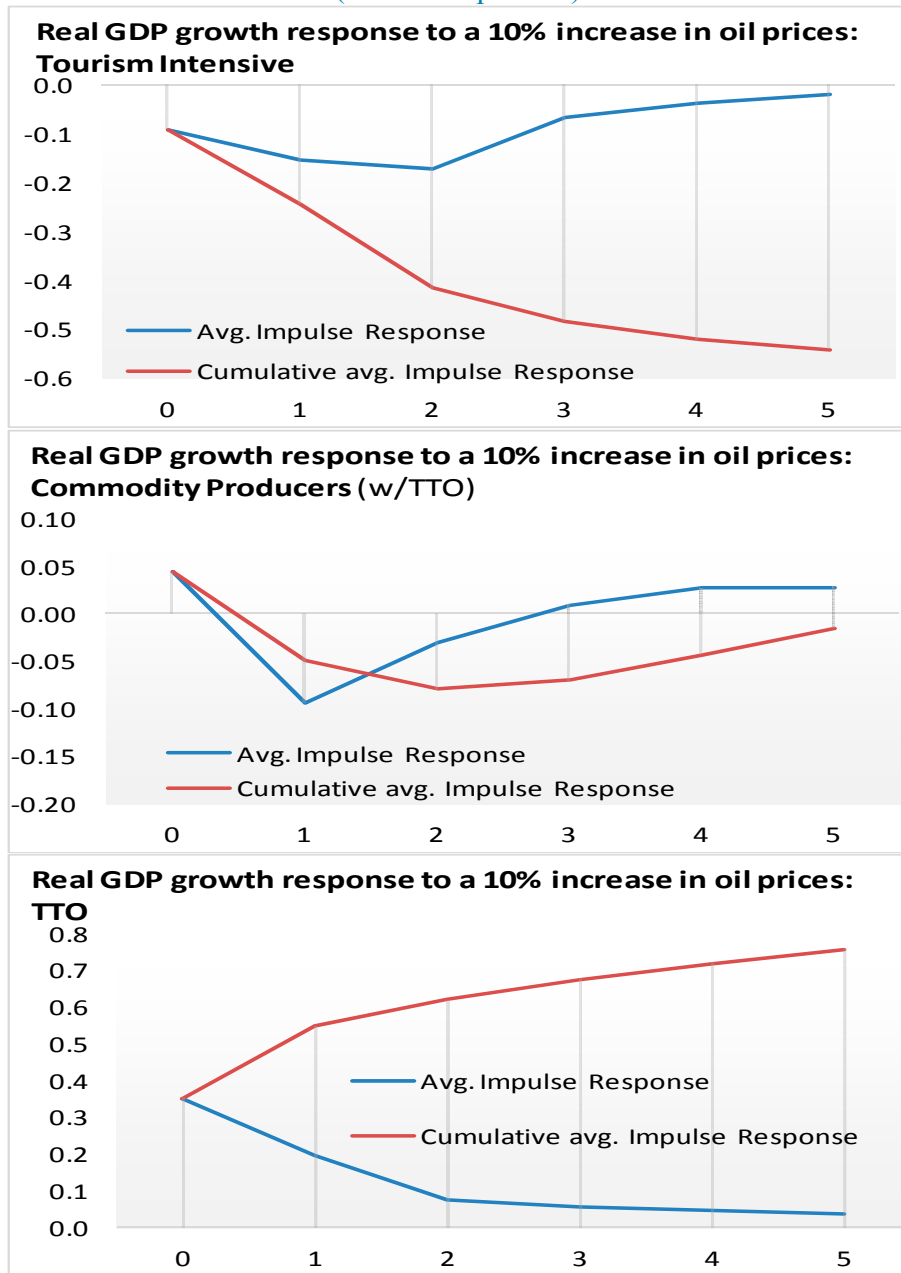 Real GDP growth response to a 10% increase in oil prices:
Tourism Intensive
0.0
-0.1
-0.2
-0.3
-0.4
-0.5
-0.6
Avg. Impulse Response
Cumulative avg. Impulse Response
0 1 2 3 4 5
Real GDP growth response to a 10% increase in oil prices:
Commodity Producers (w/TTO)
0.10
0.05
0.00
-0.05
-0.10
-0.15
-0.20
Avg. Impulse Response
Cumulative avg. Impulse Response
0 1 2 3 4 5
Real GDP growth response to a 10% increase in oil prices:
TTO
0.8
0.7
0.6
0.5
0.4
0.3
0.2
0.1
0.0
Avg. Impulse Response
Cumulative avg. Impulse Response
0 1 2 3 4 5